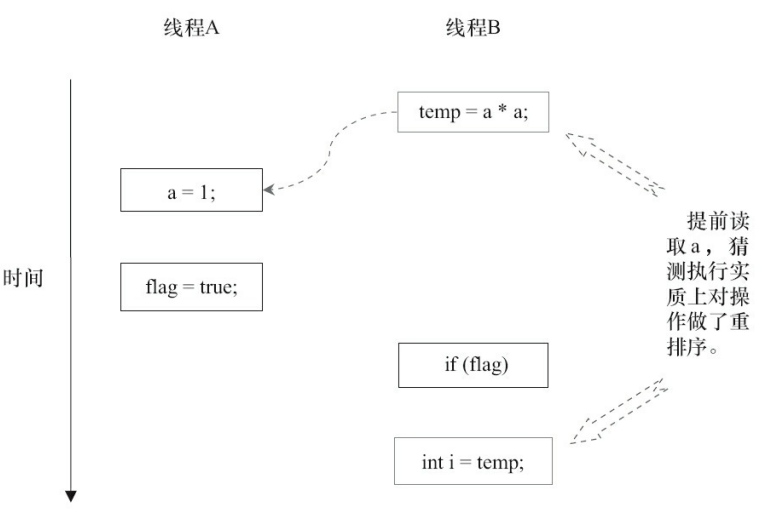 线程A
线程B
temp = a * a;
a = 1;
提前读
取a，猜
测执行实
质上对操
作做了重
排序。
时间
flag = true;
if (flag)
int i = temp;